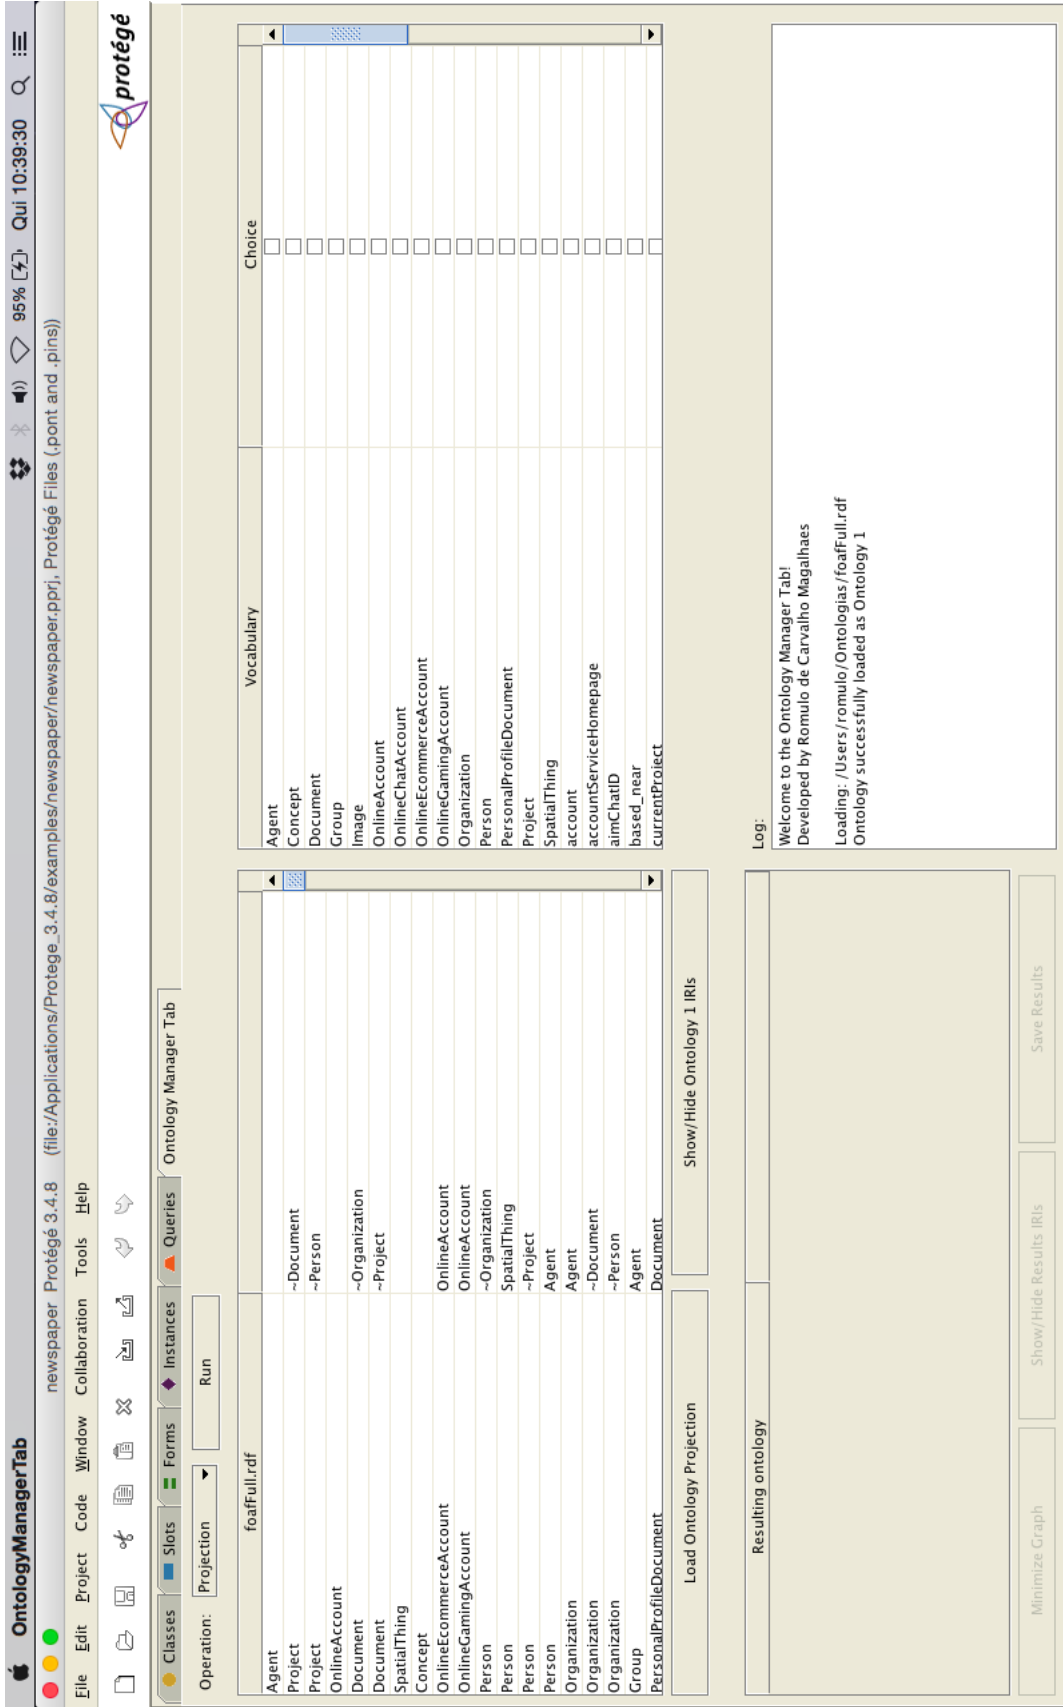 OntologyManagerTab 95% Qui 10:39:30
newspaper Protégé 3.4.8 (file:/Applications/Protege_3.4.8/examples/newspaper/newspaper.pprj, Protégé Files (.pont and .pins))
File Edit Project Code Window Collaboration Tools Help
protégé
Classes Slots Forms Instances Queries Ontology Manager Tab
Operation: Projection Run
foafFull.rdf
Agent
Project ~Document
Project ~Person
OnlineAccount
Document ~Organization
Document ~Project
SpatialThing
Concept
OnlineEcommerceAccount OnlineAccount
OnlineGamingAccount OnlineAccount
Person ~Organization
Person SpatialThing
Person ~Project
Person Agent
Organization Agent
Organization ~Document
Organization ~Person
Group Agent
PersonalProfileDocument Document
Load Ontology Projection Show/Hide Ontology 1 IRIs
Vocabulary Choice
Agent
Concept
Document
Group
Image
OnlineAccount
OnlineChatAccount
OnlineEcommerceAccount
OnlineGamingAccount
Organization
Person
PersonalProfileDocument
Project
SpatialThing
account
accountServiceHomepage
aimChatID
based_near
currentProject
Resulting ontology
Minimize Graph Show/Hide Results IRIs Save Results
Log:
Welcome to the Ontology Manager Tab!
Developed by Romulo de Carvalho Magalhaes
Loading: /Users/romulo/Ontologias/foafFull.rdf
Ontology successfully loaded as Ontology 1